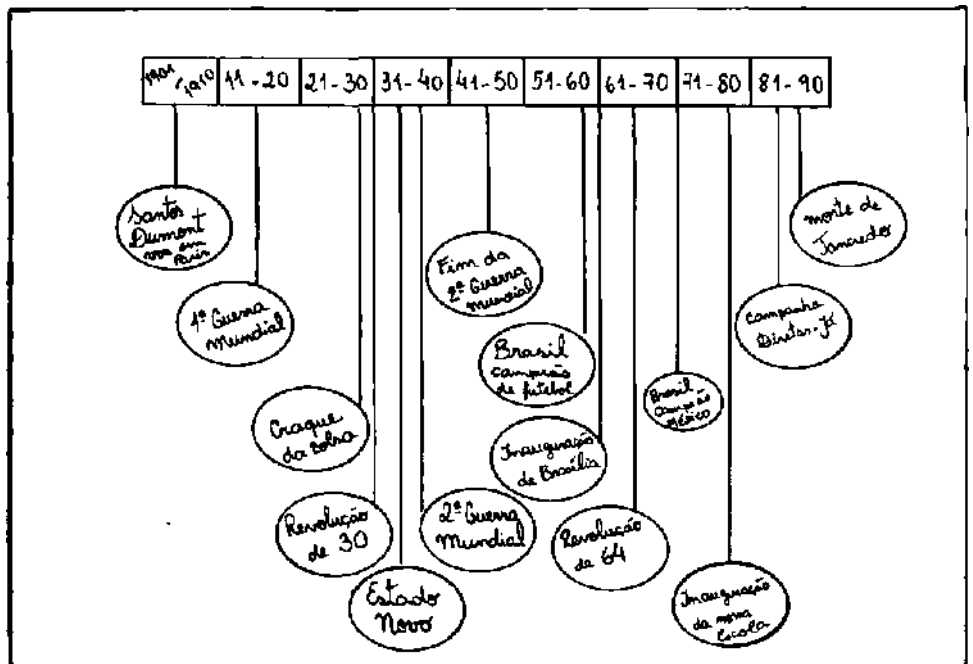 1901
-1910
11-20
21-30
31-40
41-50
51-60
61-70
71-80
81-90
Santos
Dumont
voa em
Paris
1ª Guerra
Mundial
Craque
da Bolsa
Revolução
de 30
Estado
Novo
2ª Guerra
Mundial
Fim da
2ª Guerra
Mundial
Brasil
campeão
de futebol
Inauguração
de Brasília
Revolução
de 64
Brasil
Campeão
México
Inauguração
da nossa
Escola
Campanha
Diretas-Já
Morte de
Tancredo